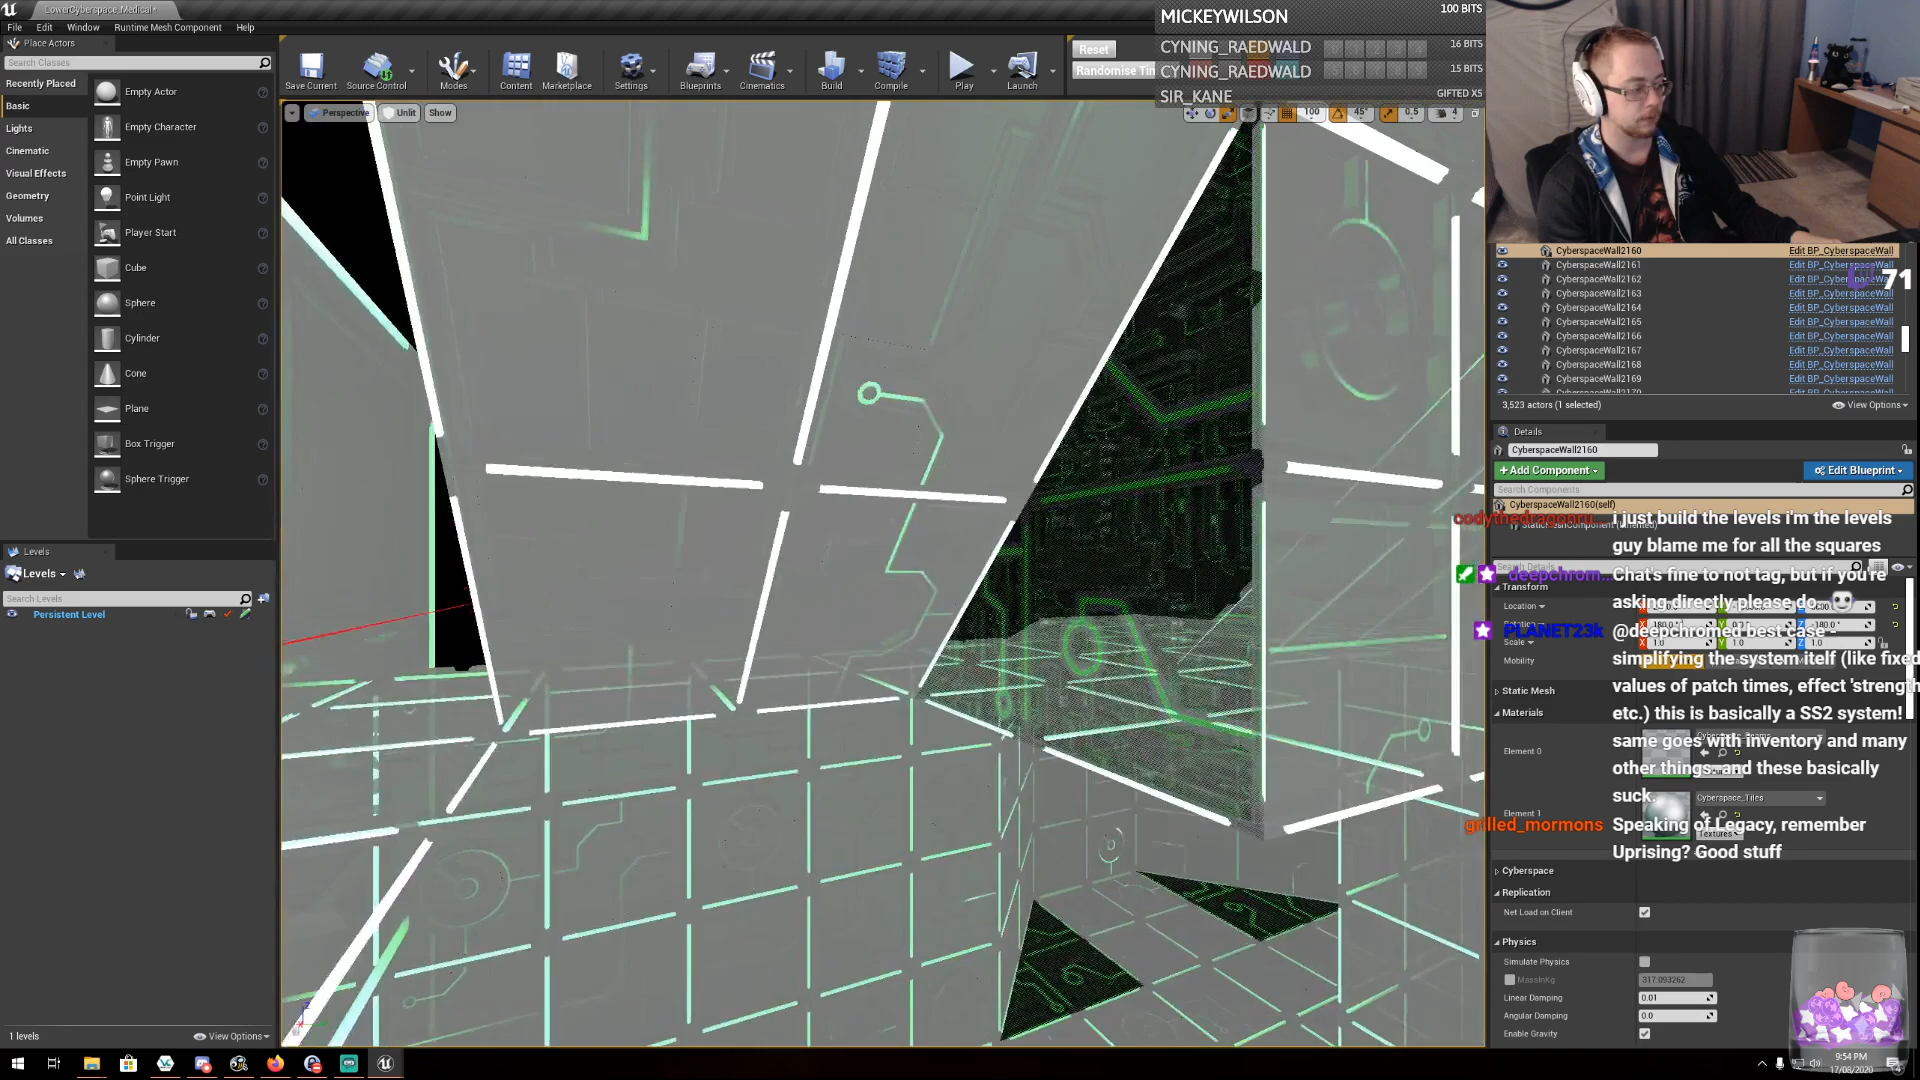 LowerCyberspace_Medical*
File Edit Window Runtime Mesh Component Help
Place Actors
Search Classes
Recently Placed
Basic
Lights
Cinematic
Visual Effects
Geometry
Volumes
All Classes
Empty Actor
Empty Character
Empty Pawn
Point Light
Player Start
Cube
Sphere
Cylinder
Cone
Plane
Box Trigger
Sphere Trigger
Levels
Levels
Search Levels
Persistent Level
1 levels
View Options
Save Current
Source Control
Modes
Content
Marketplace
Settings
Blueprints
Cinematics
Build
Compile
Play
Launch
Reset
Randomise Tim
Perspective
Unlit
Show
100
45°
0.5
4
MICKEYWILSON 100 BITS
CYNING_RAEDWALD 16 BITS
CYNING_RAEDWALD 15 BITS
SIR_KANE GIFTED X5
CyberspaceWall2160 Edit BP_CyberspaceWall
CyberspaceWall2161 Edit BP_CyberspaceWall
CyberspaceWall2162 Edit BP_CyberspaceWall
CyberspaceWall2163 Edit BP_CyberspaceWall
CyberspaceWall2164 Edit BP_CyberspaceWall
CyberspaceWall2165 Edit BP_CyberspaceWall
CyberspaceWall2166 Edit BP_CyberspaceWall
CyberspaceWall2167 Edit BP_CyberspaceWall
CyberspaceWall2168 Edit BP_CyberspaceWall
CyberspaceWall2169 Edit BP_CyberspaceWall
71
3,523 actors (1 selected)
View Options
Details
CyberspaceWall2160
+Add Component
Edit Blueprint
Search Components
CyberspaceWall2160(self)
codythedragonru... i just build the levels i'm the levels
guy blame me for all the squares
deepchrom... Chat's fine to not tag, but if you're
asking directly please do
PLANET23k @deepchromed best case -
simplifying the system itelf (like fixed
values of patch times, effect 'strength
etc.) this is basically a SS2 system!
same goes with inventory and many
other things-and these basically
suck.
grilled_mormons Speaking of Legacy, remember
Uprising? Good stuff
Transform
Location
Rotation
Scale
Mobility
Static Mesh
Materials
Element 0
Element 1
Cyberspace_Tiles
Textures
Cyberspace
Replication
Net Load on Client
Physics
Simulate Physics
MassInKg 317.093262
Linear Damping 0.01
Angular Damping 0.0
Enable Gravity
9:54 PM
17/08/2020